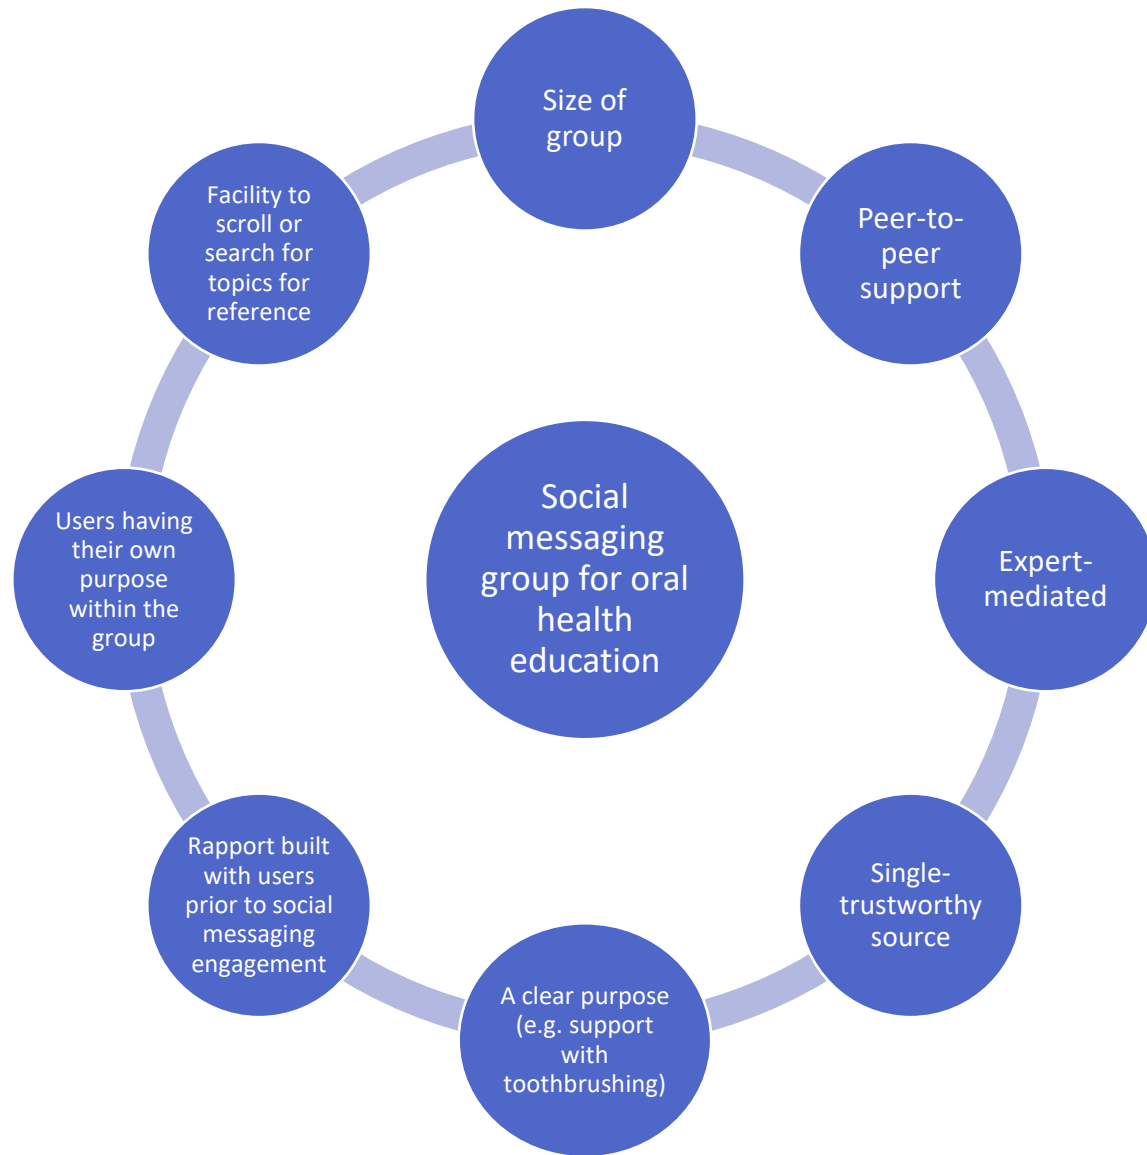 Size of
group
Peer-to-
peer
support
Expert-
mediated
Single-
trustworthy
source
A clear purpose
(e.g. support
with
toothbrushing)
Rapport built
with users
prior to social
messaging
engagement
Users having
their own
purpose
within the
group
Facility to
scroll or
search for
topics for
reference
Social
messaging
group for oral
health
education